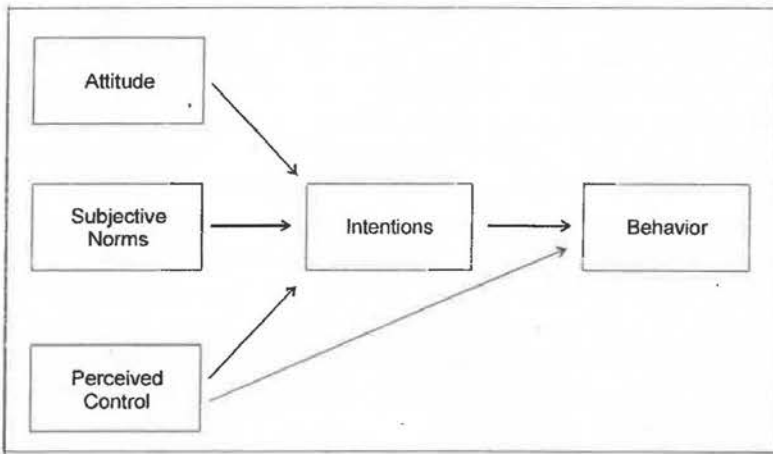 Attitude
Subjective
Norms
Intentions
Behavior
Perceived
Control